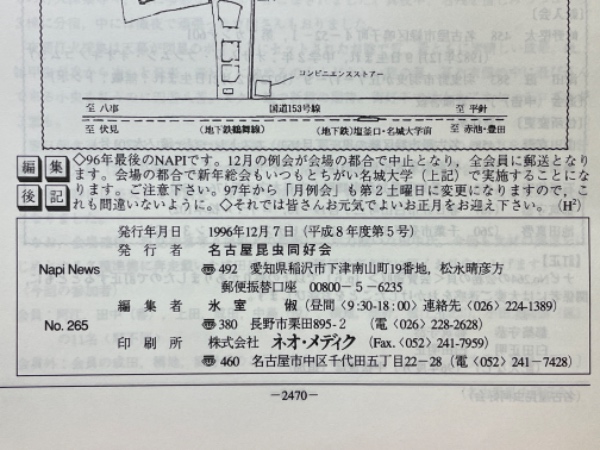 コンビニエンスストアー
至 八事 国道153号線 至 平針
至 伏見 (地下鉄鶴舞線) (地下鉄)塩釜口・名城大学前 至 赤池・豊田
編集後記
◇96年最後のNAPIです。12月の例会が会場の都合で中止となり，全会員に郵送となり
ます。会場の都合で新年総会もいつもとちがい名城大学（上記）で実施することにな
ります。ご注意下さい。97年から「月例会」も第２土曜日に変更になりますので，こ
れも間違いないように。◇それでは皆さんお元気でよいお正月をお迎え下さい。（H²）
発行年月日 1996年12月7日（平成8年度第5号）
発行者 名古屋昆虫同好会
Napi News 〠492 愛知県稲沢市下津南山町19番地，松永晴彦方
郵便振替口座 00800-5-6235
編集者 氷室 俶（昼間〈9:30-18:00〉連絡先〈026〉224-1389）
No. 265 〠380 長野市栗田895-2 （電〈026〉228-2628）
印刷所 株式会社 ネオ・メディク （Fax.〈052〉241-7959）
〠460 名古屋市中区千代田五丁目22-28（電〈052〉241-7428）
-2470-